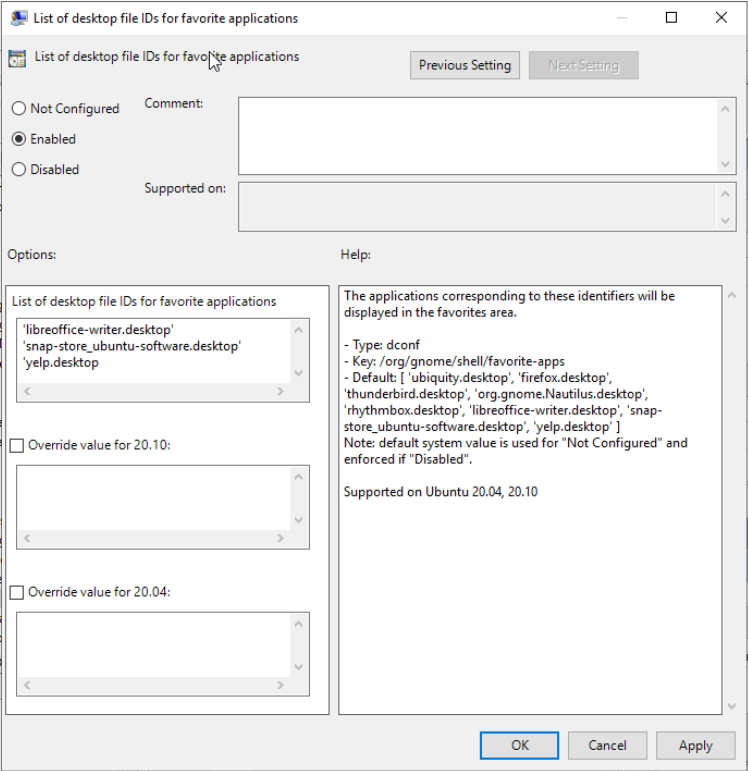 List of desktop file IDs for favorite applications
List of desktop file IDs for favorite applications
Previous Setting
Next Setting
Not Configured
Comment:
Enabled
Disabled
Supported on:
Options:
Help:
List of desktop file IDs for favorite applications
'libreoffice-writer.desktop'
'snap-store_ubuntu-software.desktop'
'yelp.desktop
Override value for 20.10:
Override value for 20.04:
The applications corresponding to these identifiers will be
displayed in the favorites area.
- Type: dconf
- Key: /org/gnome/shell/favorite-apps
- Default: [ 'ubiquity.desktop', 'firefox.desktop',
'thunderbird.desktop', 'org.gnome.Nautilus.desktop',
'rhythmbox.desktop', 'libreoffice-writer.desktop', 'snap-
store_ubuntu-software.desktop', 'yelp.desktop' ]
Note: default system value is used for "Not Configured" and
enforced if "Disabled".
Supported on Ubuntu 20.04, 20.10
OK
Cancel
Apply